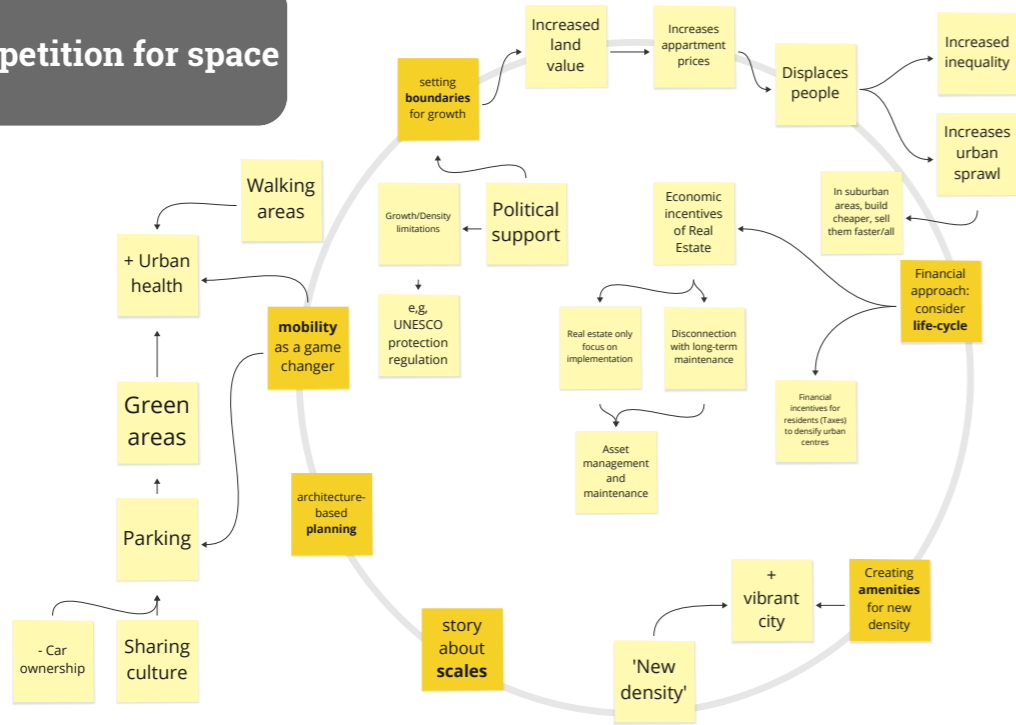 petition for space
Increased
land
value
Increases
appartment
prices
Displaces
people
Increased
inequality
Increases
urban
sprawl
setting
boundaries
for growth
Walking
areas
+ Urban
health
Growth/Density
limitations
Political
support
Economic
incentives
of Real
Estate
In suburban
areas, build
cheaper, sell
them faster/all
Financial
approach:
consider
life-cycle
mobility
as a game
changer
e,g,
UNESCO
protection
regulation
Real estate only
focus on
implementation
Disconnection
with long-term
maintenance
Financial
incentives for
residents (Taxes)
to densify urban
centres
Green
areas
Asset
management
and
maintenance
architecture-
based
planning
Parking
- Car
ownership
Sharing
culture
story
about
scales
'New
density'
+
vibrant
city
Creating
amenities
for new
density